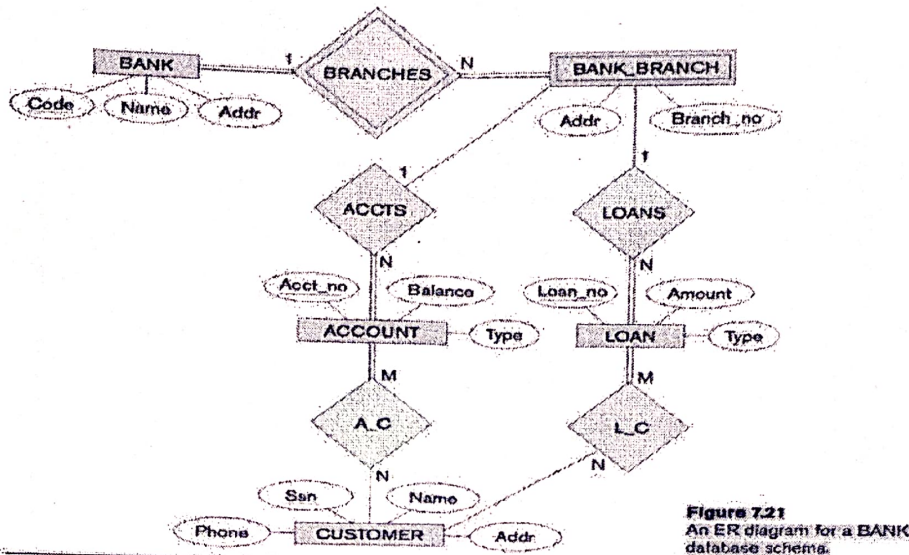 BANK
1
BRANCHES
N
BANK_BRANCH
Code
Name
Addr
Addr
Branch_no
1
1
ACCTS
LOANS
N
N
Acct_no
Balance
Loan_no
Amount
ACCOUNT
Type
LOAN
Type
M
M
A_C
L_C
N
N
Ssn
Name
Phone
CUSTOMER
Addr
Figure 7.21
An ER diagram for a BANK
database schema.